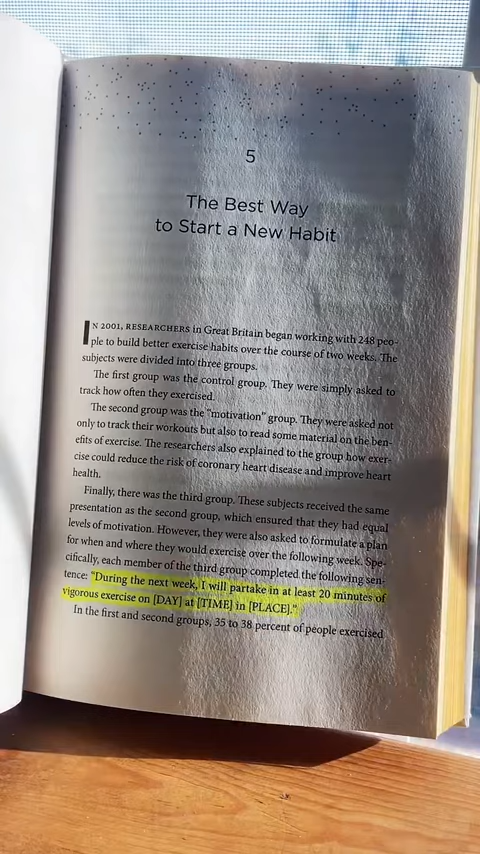 5
The Best Way
to Start a New Habit
IN 2001, RESEARCHERS in Great Britain began working with 248 peo-
ple to build better exercise habits over the course of two weeks. The
subjects were divided into three groups.
The first group was the control group. They were simply asked to
track how often they exercised.
The second group was the "motivation" group. They were asked not
only to track their workouts but also to read some material on the ben-
efits of exercise. The researchers also explained to the group how exer-
cise could reduce the risk of coronary heart disease and improve heart
health.
Finally, there was the third group. These subjects received the same
presentation as the second group, which ensured that they had equal
levels of motivation. However, they were also asked to formulate a plan
for when and where they would exercise over the following week. Spe-
cifically, each member of the third group completed the following sen-
tence: "During the next week, I will partake in at least 20 minutes of
vigorous exercise on [DAY] at [TIME] in [PLACE]."
In the first and second groups, 35 to 38 percent of people exercised